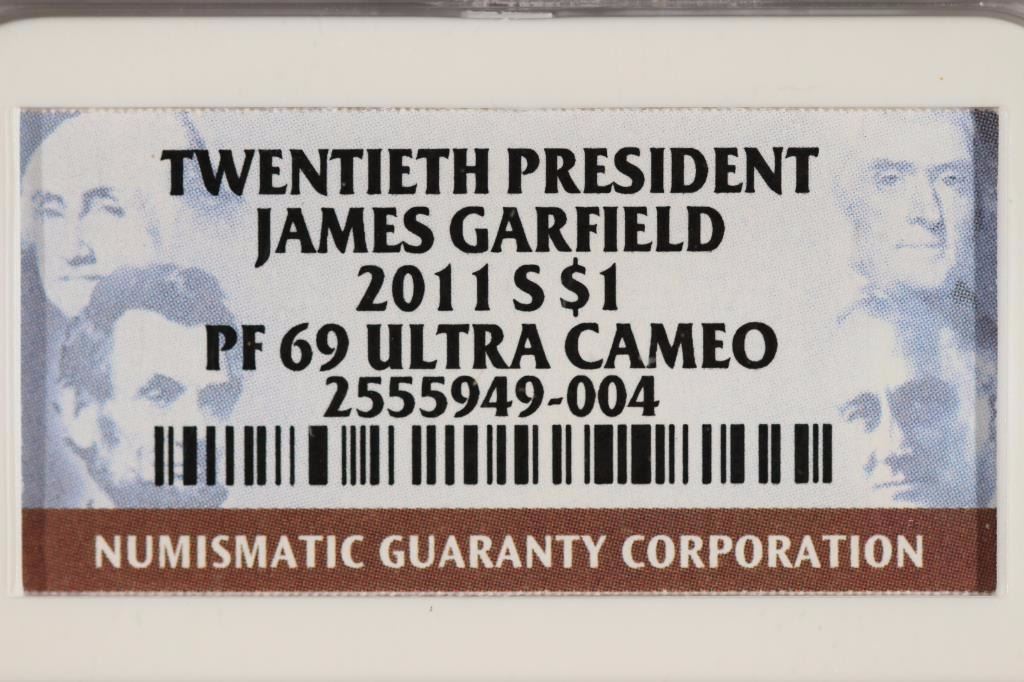 TWENTIETH PRESIDENT
JAMES GARFIELD
2011 S $1
PF 69 ULTRA CAMEO
2555949-004
NUMISMATIC GUARANTY CORPORATION